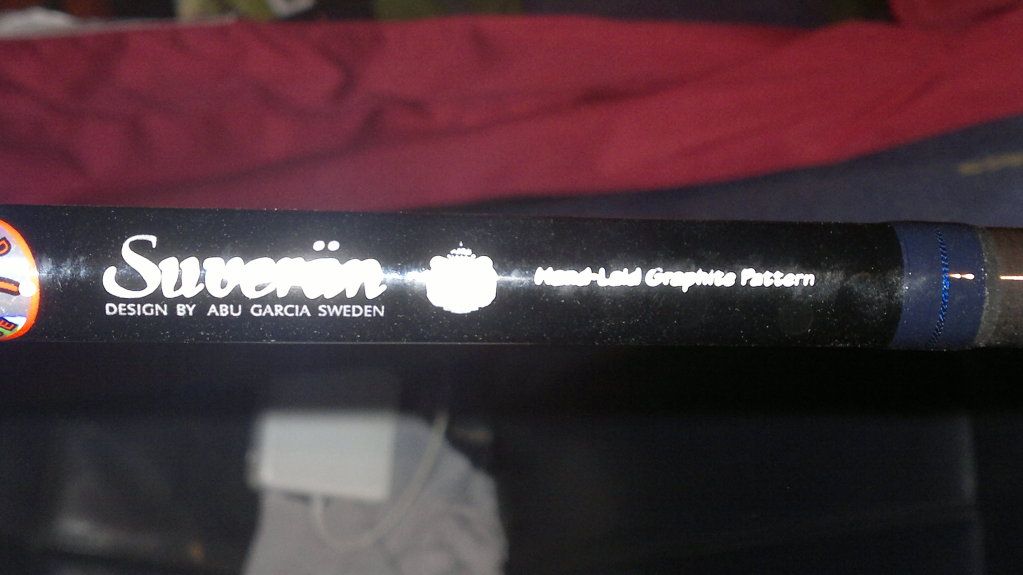 Suverän
DESIGN BY ABU GARCIA SWEDEN
Hand-Laid Graphite Pattern